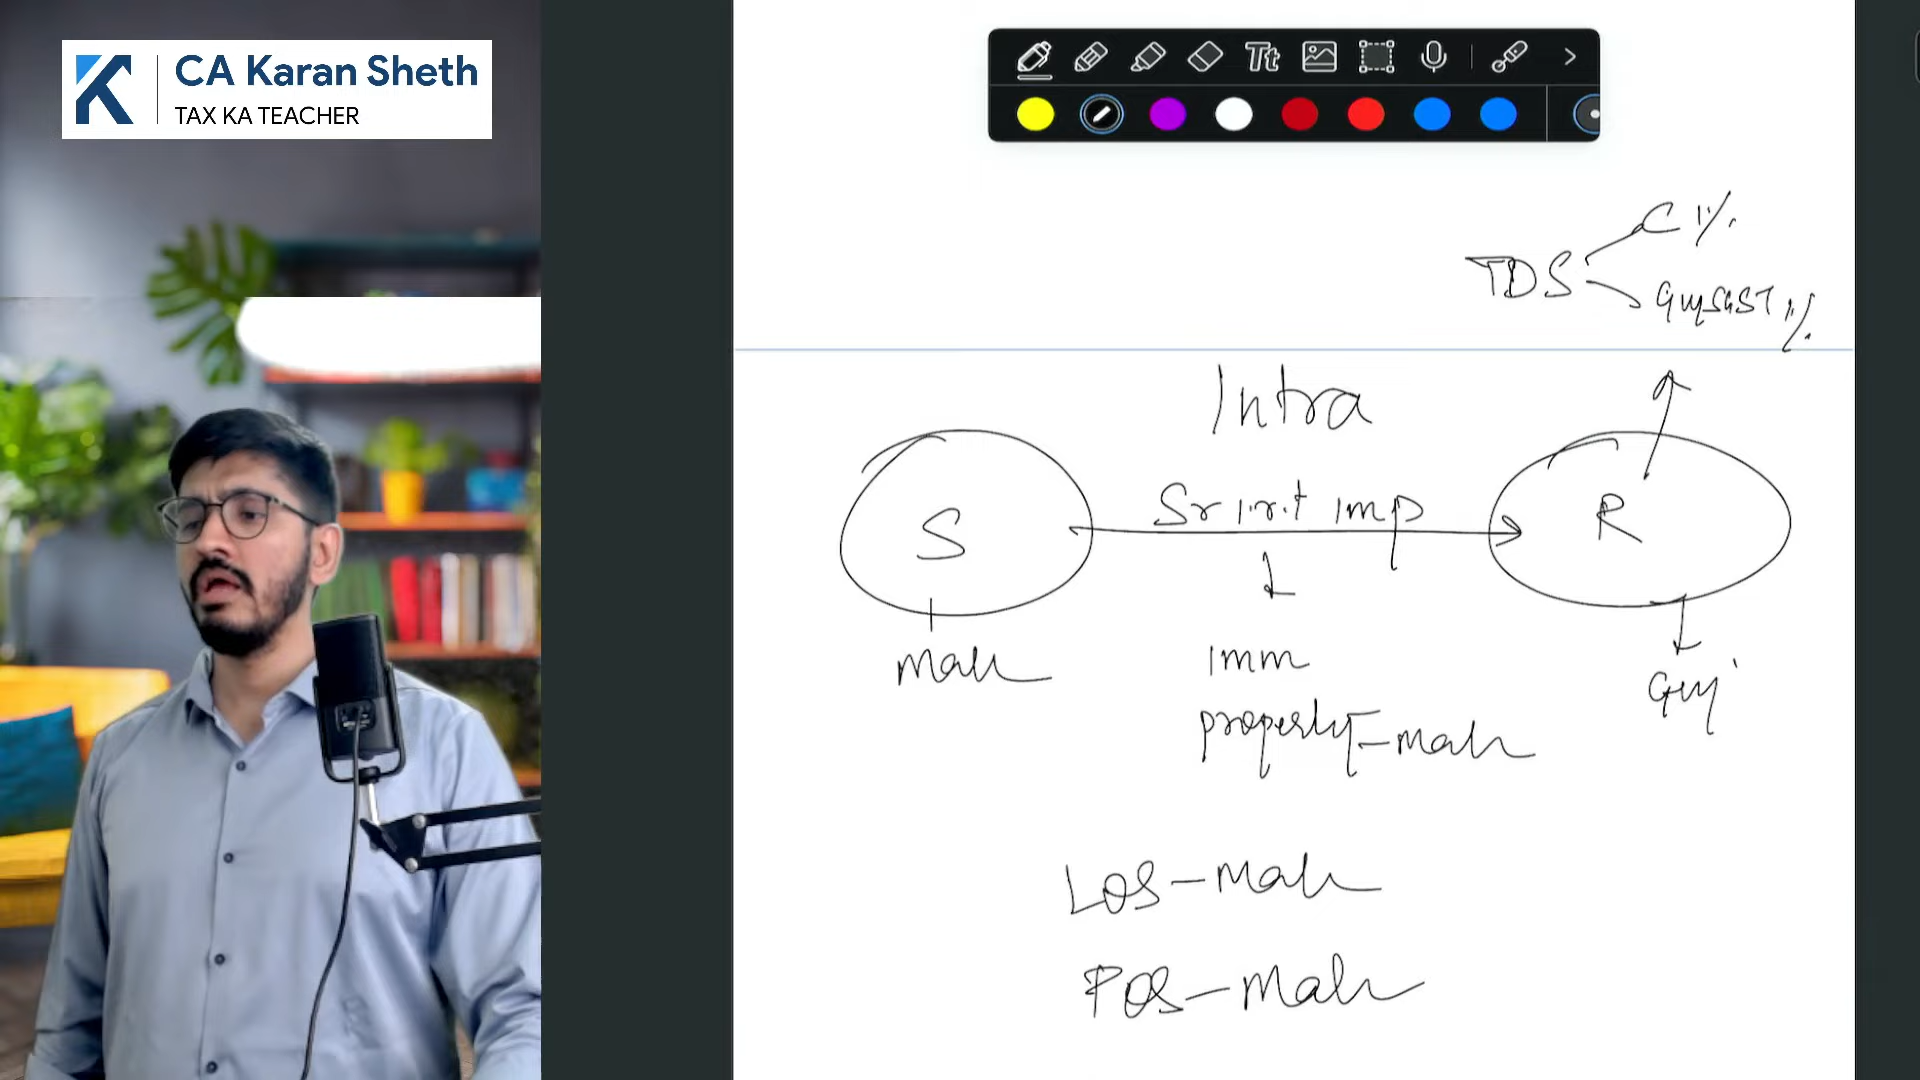 CA Karan Sheth
TAX KA TEACHER
Tt
C 1%
TDS
Guj SGST 1%
Intra
S
Sr i.r.t imp
R
Mah
imm
property - mah
Guj
LOS - Mah
POS - Mah